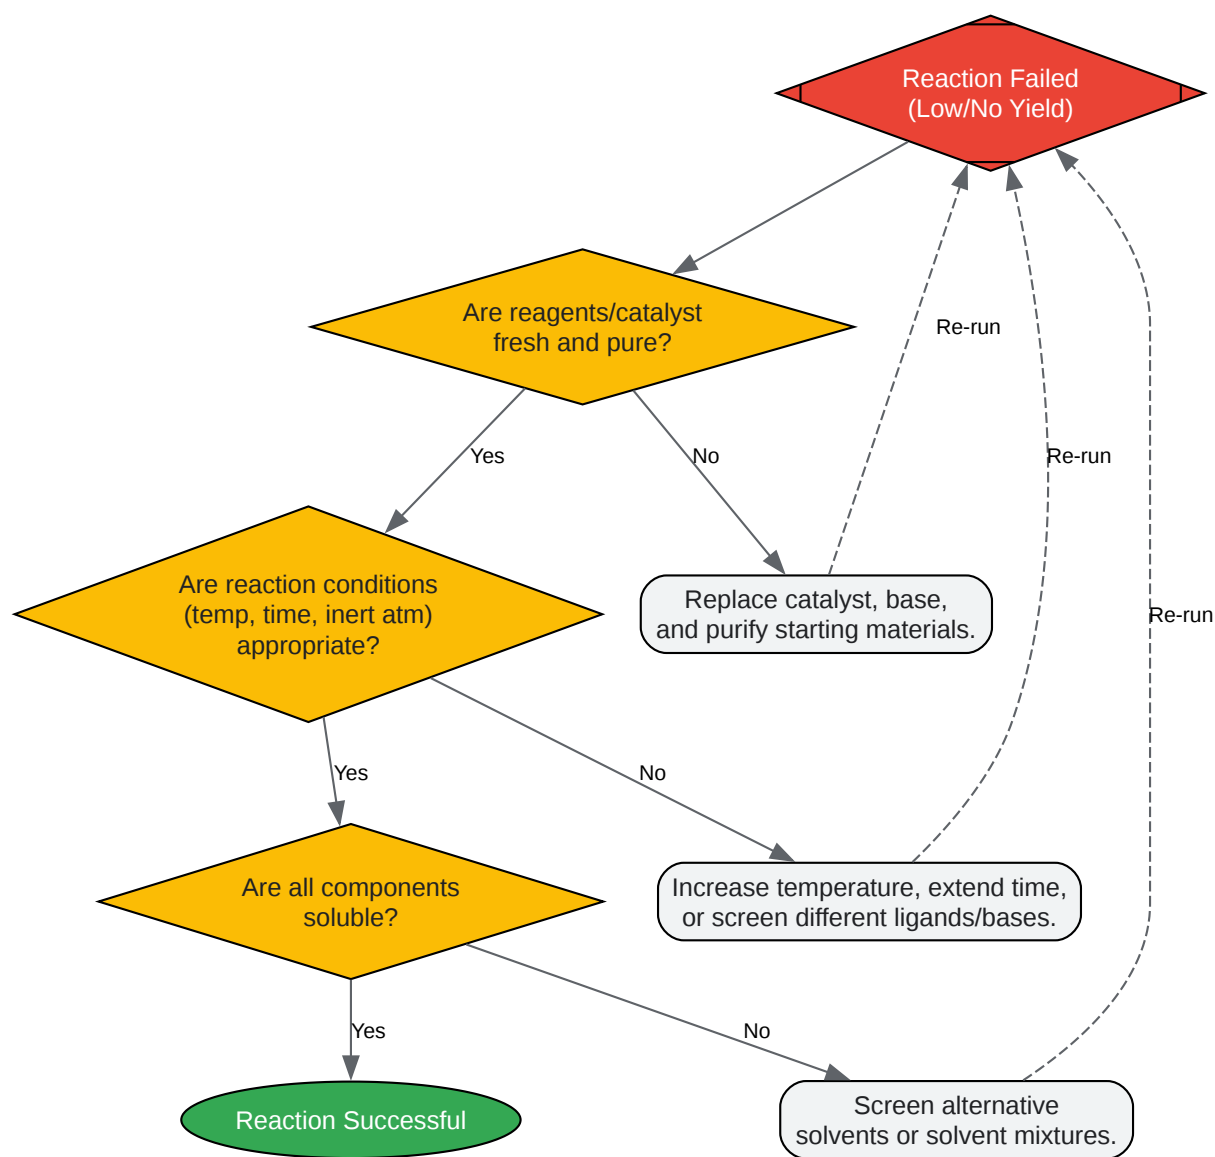 Reaction Failed
(Low/No Yield)
Are reagents/catalyst
fresh and pure?
Re-run
Yes
No
Re-run
Are reaction conditions
(temp, time, inert atm)
appropriate?
Replace catalyst, base,
and purify starting materials.
Re-run
Yes
No
Are all components
soluble?
Increase temperature, extend time,
or screen different ligands/bases.
Yes
No
Reaction Successful
Screen alternative
solvents or solvent mixtures.